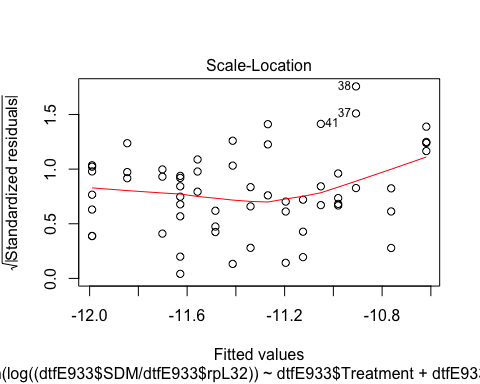 Scale-Location
√|Standardized residuals|
0.0 0.5 1.0 1.5
38
37
41
-12.0 -11.6 -11.2 -10.8
Fitted values
(log((dtfE933$SDM/dtfE933$rpL32)) ~ dtfE933$Treatment + dtfE933